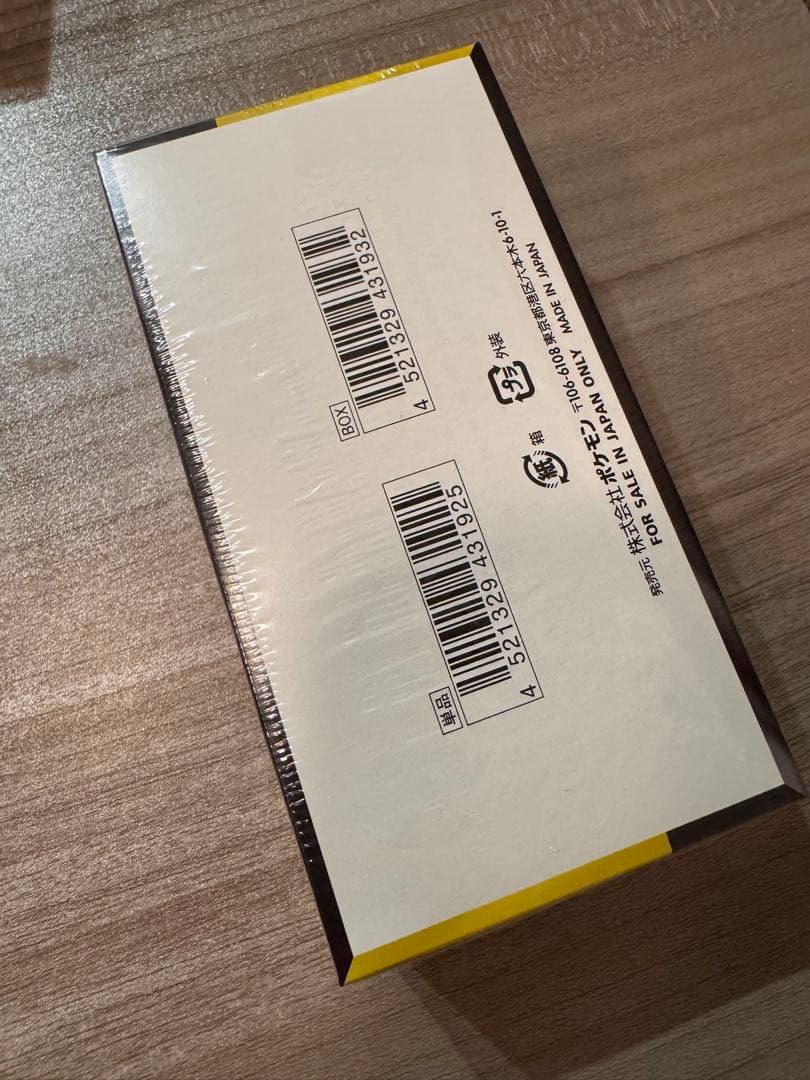 BOX
4 521329 431932
単品
4 521329 431925
プラ 外装
紙 箱
発売元 株式会社ポケモン 〒106-6108 東京都港区六本木6-10-1
FOR SALE IN JAPAN ONLY MADE IN JAPAN